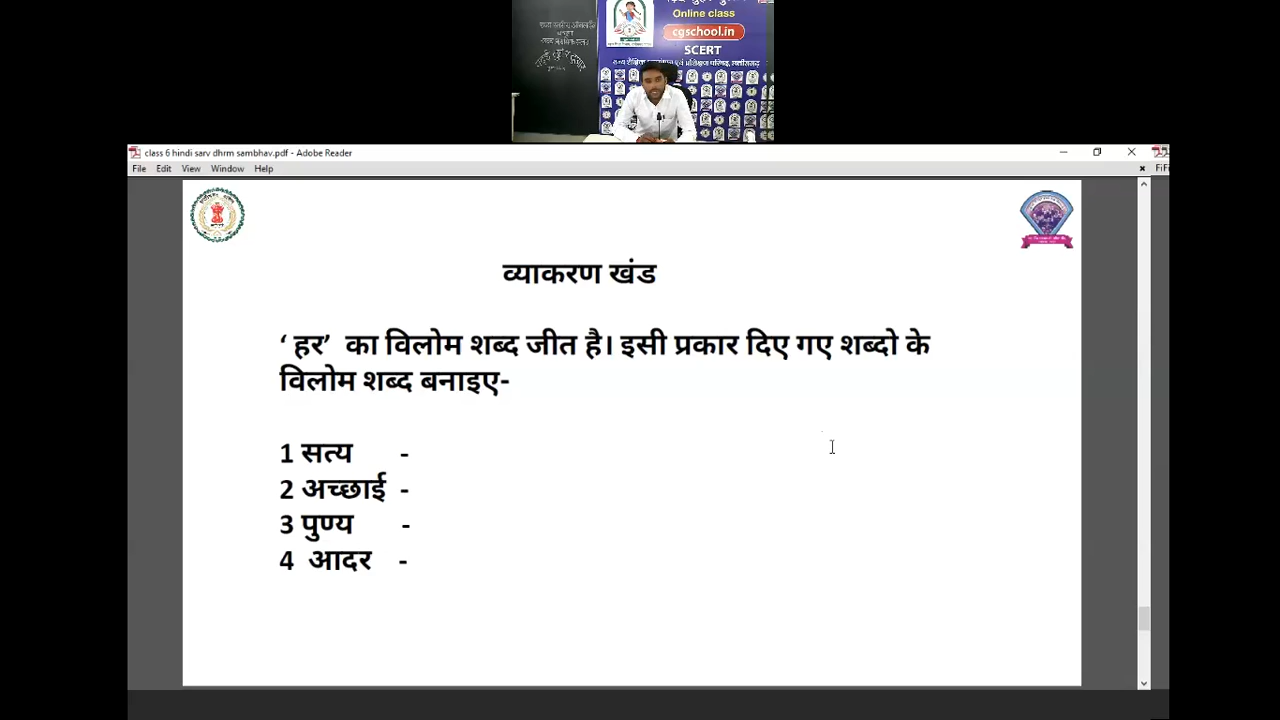 Online class
cgschool.in
SCERT
class 6 hindi sarv dhrm sambhav.pdf - Adobe Reader
File Edit View Window Help
व्याकरण खंड
‘ हर’ का विलोम शब्द जीत है। इसी प्रकार दिए गए शब्दो के
विलोम शब्द बनाइए-
1 सत्य -
2 अच्छाई -
3 पुण्य -
4 आदर -